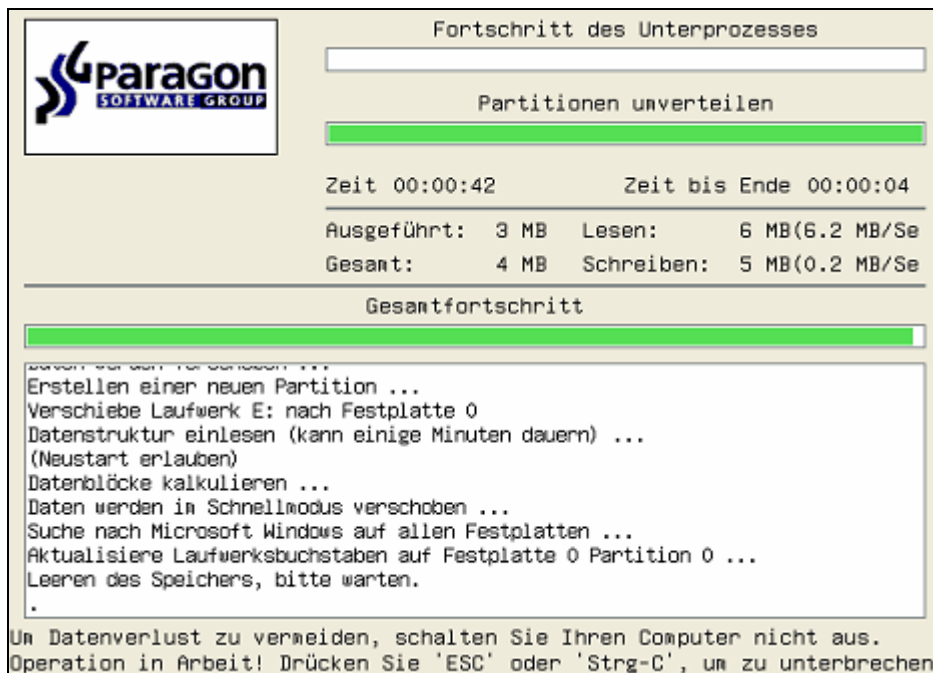 Paragon
SOFTWARE GROUP
Fortschritt des Unterprozesses
Partitionen umverteilen
Zeit 00:00:42 Zeit bis Ende 00:00:04
Ausgeführt: 3 MB Lesen: 6 MB(6.2 MB/Se
Gesamt: 4 MB Schreiben: 5 MB(0.2 MB/Se
Gesamtfortschritt
Erstellen einer neuen Partition ...
Verschiebe Laufwerk E: nach Festplatte 0
Datenstruktur einlesen (kann einige Minuten dauern) ...
(Neustart erlauben)
Datenblöcke kalkulieren ...
Daten werden im Schnellmodus verschoben ...
Suche nach Microsoft Windows auf allen Festplatten ...
Aktualisiere Laufwerksbuchstaben auf Festplatte 0 Partition 0 ...
Leeren des Speichers, bitte warten.
.
Um Datenverlust zu vermeiden, schalten Sie Ihren Computer nicht aus.
Operation in Arbeit! Drücken Sie 'ESC' oder 'Strg-C', um zu unterbrechen